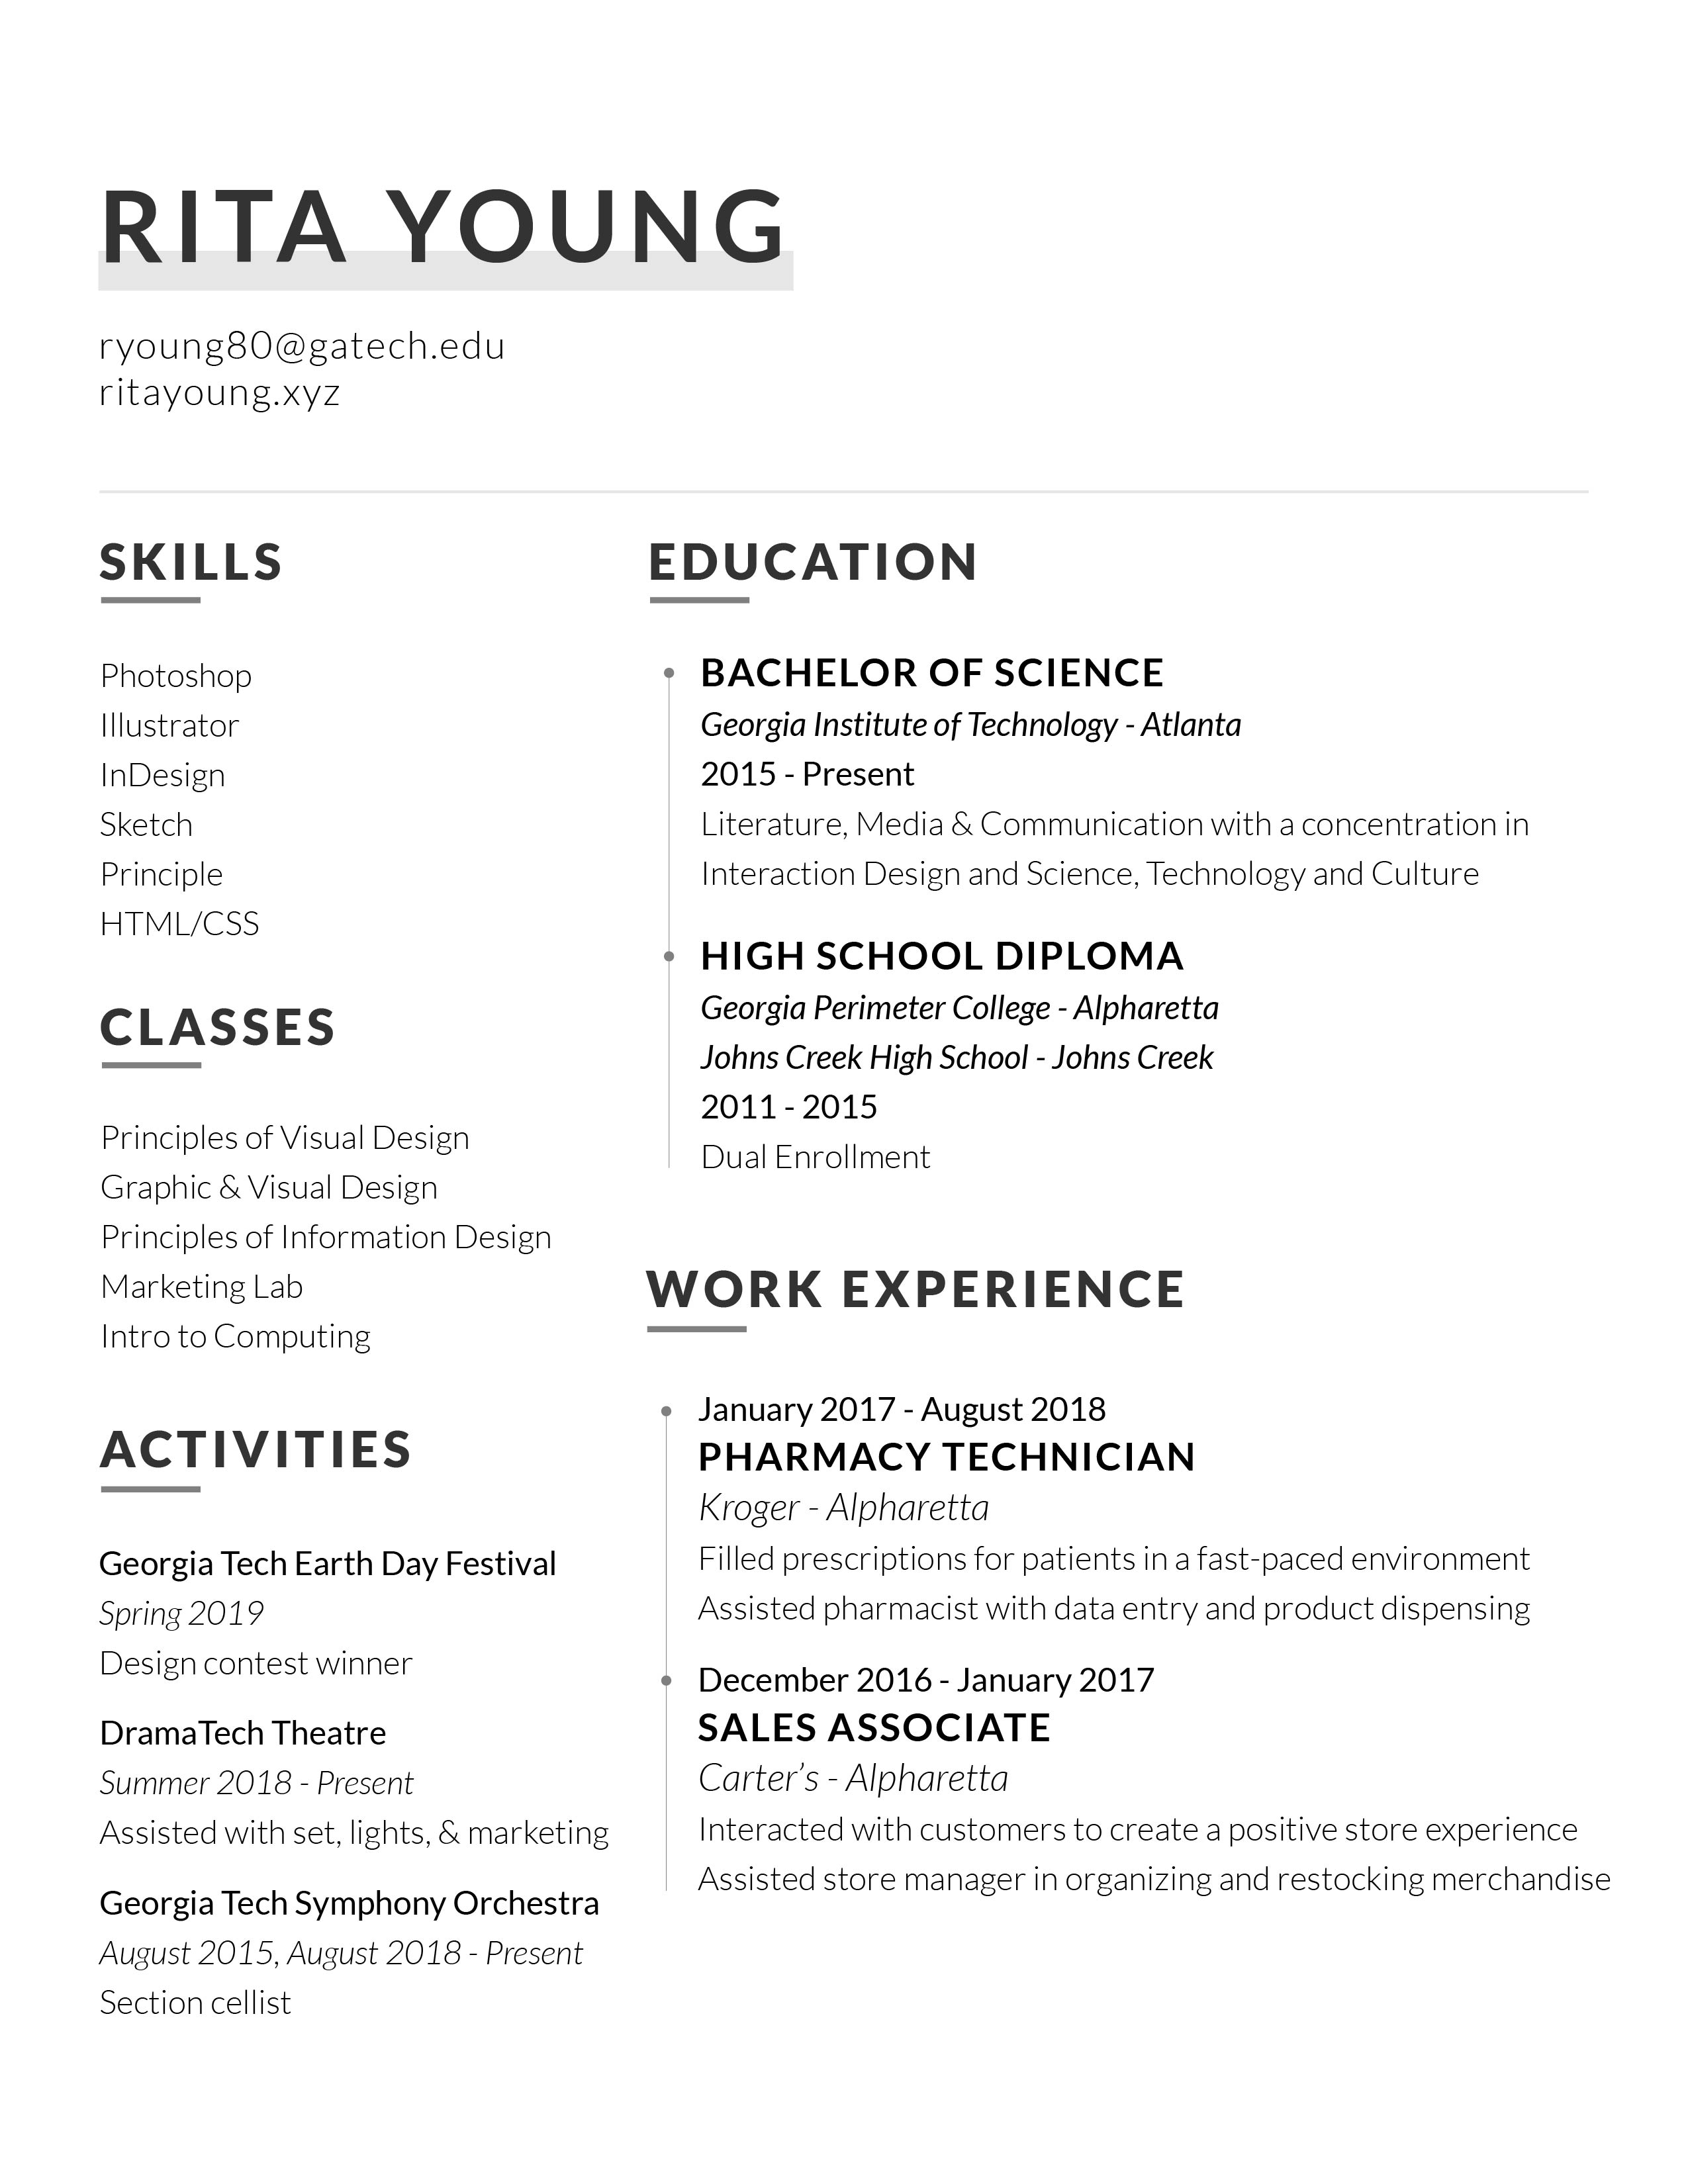 RITA YOUNG
ryoung80@gatech.edu
ritayoung.xyz
SKILLS
Photoshop
Illustrator
InDesign
Sketch
Principle
HTML/CSS
CLASSES
Principles of Visual Design
Graphic & Visual Design
Principles of Information Design
Marketing Lab
Intro to Computing
ACTIVITIES
Georgia Tech Earth Day Festival
Spring 2019
Design contest winner
DramaTech Theatre
Summer 2018 - Present
Assisted with set, lights, & marketing
Georgia Tech Symphony Orchestra
August 2015, August 2018 - Present
Section cellist
EDUCATION
BACHELOR OF SCIENCE
Georgia Institute of Technology - Atlanta
2015 - Present
Literature, Media & Communication with a concentration in
Interaction Design and Science, Technology and Culture
HIGH SCHOOL DIPLOMA
Georgia Perimeter College - Alpharetta
Johns Creek High School - Johns Creek
2011 - 2015
Dual Enrollment
WORK EXPERIENCE
January 2017 - August 2018
PHARMACY TECHNICIAN
Kroger - Alpharetta
Filled prescriptions for patients in a fast-paced environment
Assisted pharmacist with data entry and product dispensing
December 2016 - January 2017
SALES ASSOCIATE
Carter’s - Alpharetta
Interacted with customers to create a positive store experience
Assisted store manager in organizing and restocking merchandise